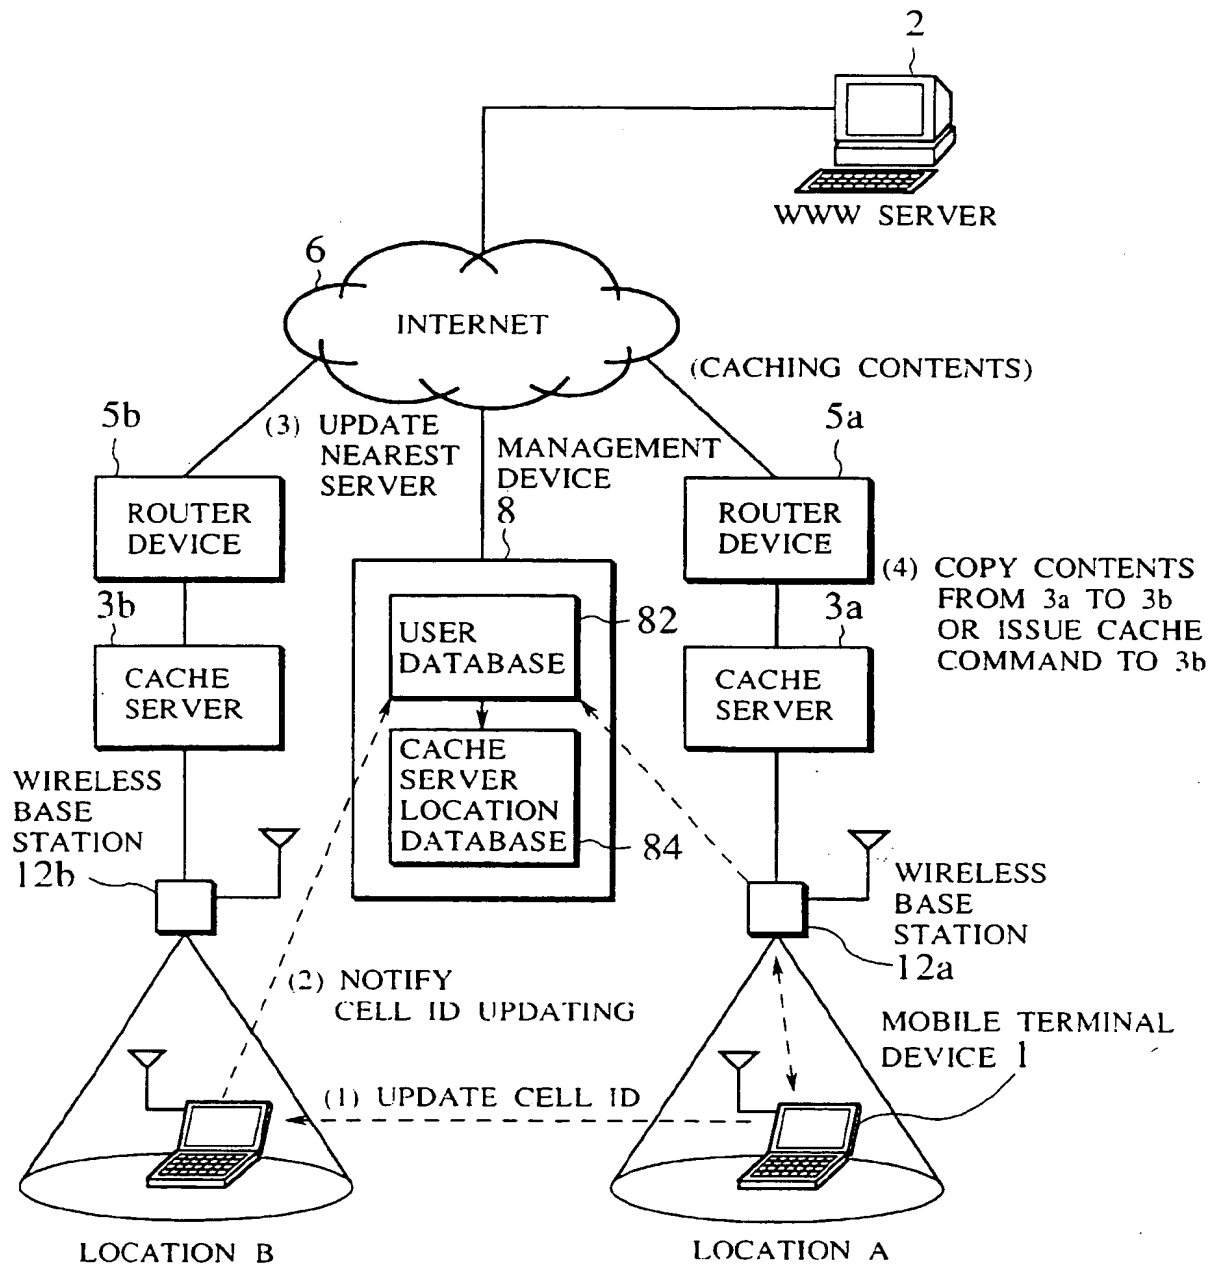 2
WWW SERVER
6
INTERNET
(CACHING CONTENTS)
5b
(3) UPDATE
NEAREST
SERVER
MANAGEMENT
DEVICE
8
5a
ROUTER
DEVICE
ROUTER
DEVICE
(4) COPY CONTENTS
FROM 3a TO 3b
OR ISSUE CACHE
COMMAND TO 3b
3b
CACHE
SERVER
USER
DATABASE
82
3a
CACHE
SERVER
CACHE
SERVER
LOCATION
DATABASE
84
WIRELESS
BASE
STATION
12b
WIRELESS
BASE
STATION
12a
(2) NOTIFY
CELL ID UPDATING
MOBILE TERMINAL
DEVICE 1
(1) UPDATE CELL ID
LOCATION B
LOCATION A